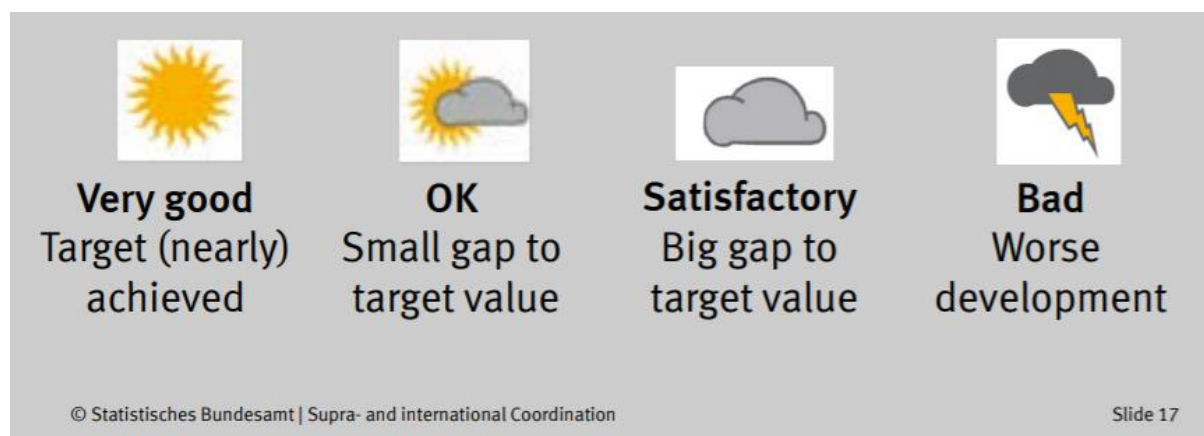 Very good
Target (nearly)
achieved
OK
Small gap to
target value
Satisfactory
Big gap to
target value
Bad
Worse
development
© Statistisches Bundesamt | Supra- and international Coordination
Slide 17